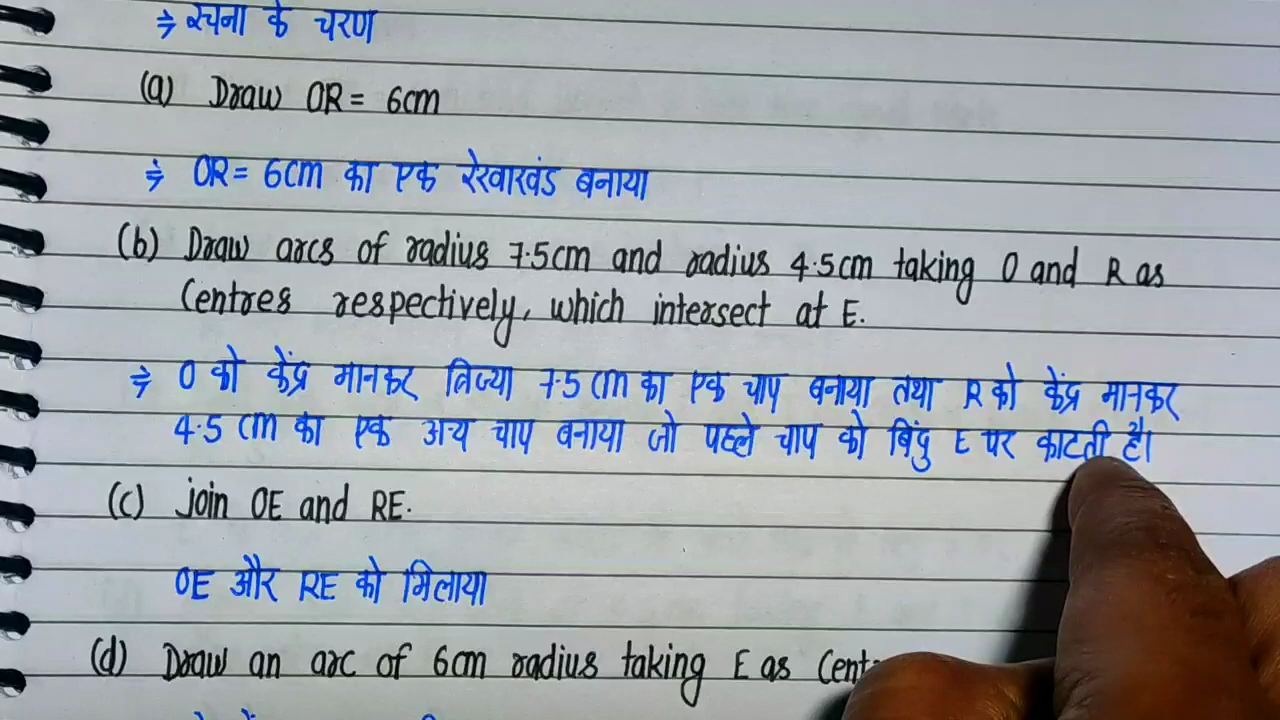 ⇒ रचना के चरण
(a) Draw OR = 6cm
⇒ OR = 6cm का एक रेखाखंड बनाया
(b) Draw arcs of radius 7.5cm and radius 4.5cm taking O and R as
Centres respectively, which intersect at E.
⇒ O को केंद्र मानकर त्रिज्या 7.5 cm का एक चाप बनाया तथा R को केंद्र मानकर
4.5 cm का एक अन्य चाप बनाया जो पहले चाप को बिंदु E पर काटती है।
(c) Join OE and RE.
OE और RE को मिलाया
(d) Draw an arc of 6cm radius taking E as